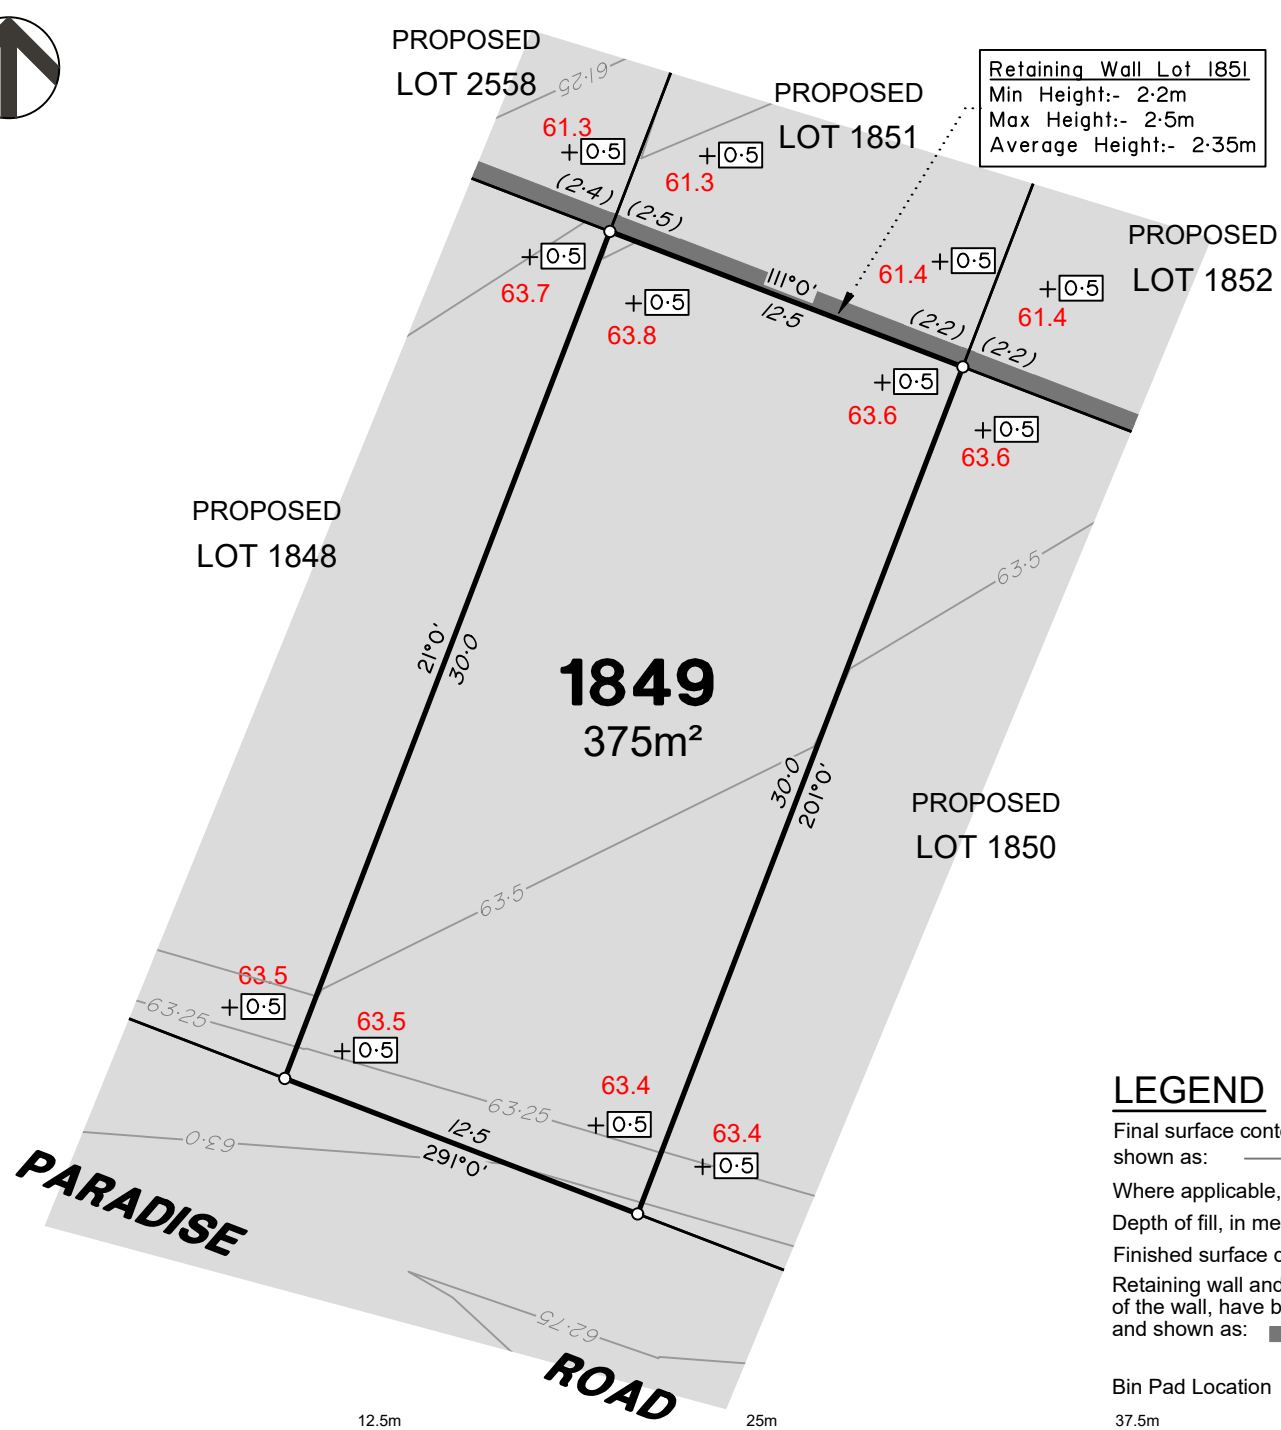 PROPOSED
LOT 2558
61·25
61.3
0·5
PROPOSED
LOT 1851
0·5
61.3
Retaining Wall Lot 1851
Min Height:- 2·2m
Max Height:- 2·5m
Average Height:- 2·35m
(2·4)
(2·5)
PROPOSED
LOT 1852
0·5
61.4
0·5
61.4
0·5
63.7
0·5
63.8
111°0'
12·5
(2·2)
(2·2)
0·5
63.6
0·5
63.6
PROPOSED
LOT 1848
63·5
21°0'
30·0
1849
375m²
30·0
201°0'
PROPOSED
LOT 1850
63·5
63.5
0·5
63·25
63.5
0·5
63.4
0·5
63·25
63.4
0·5
63·0
12·5
291°0'
PARADISE
ROAD
62·75
LEGEND
Final surface
shown as:
Where applicable,
Depth of fill, in
Finished surface
Retaining wall and
of the wall, have
and shown as:
Bin Pad Location
12.5m
25m
37.5m